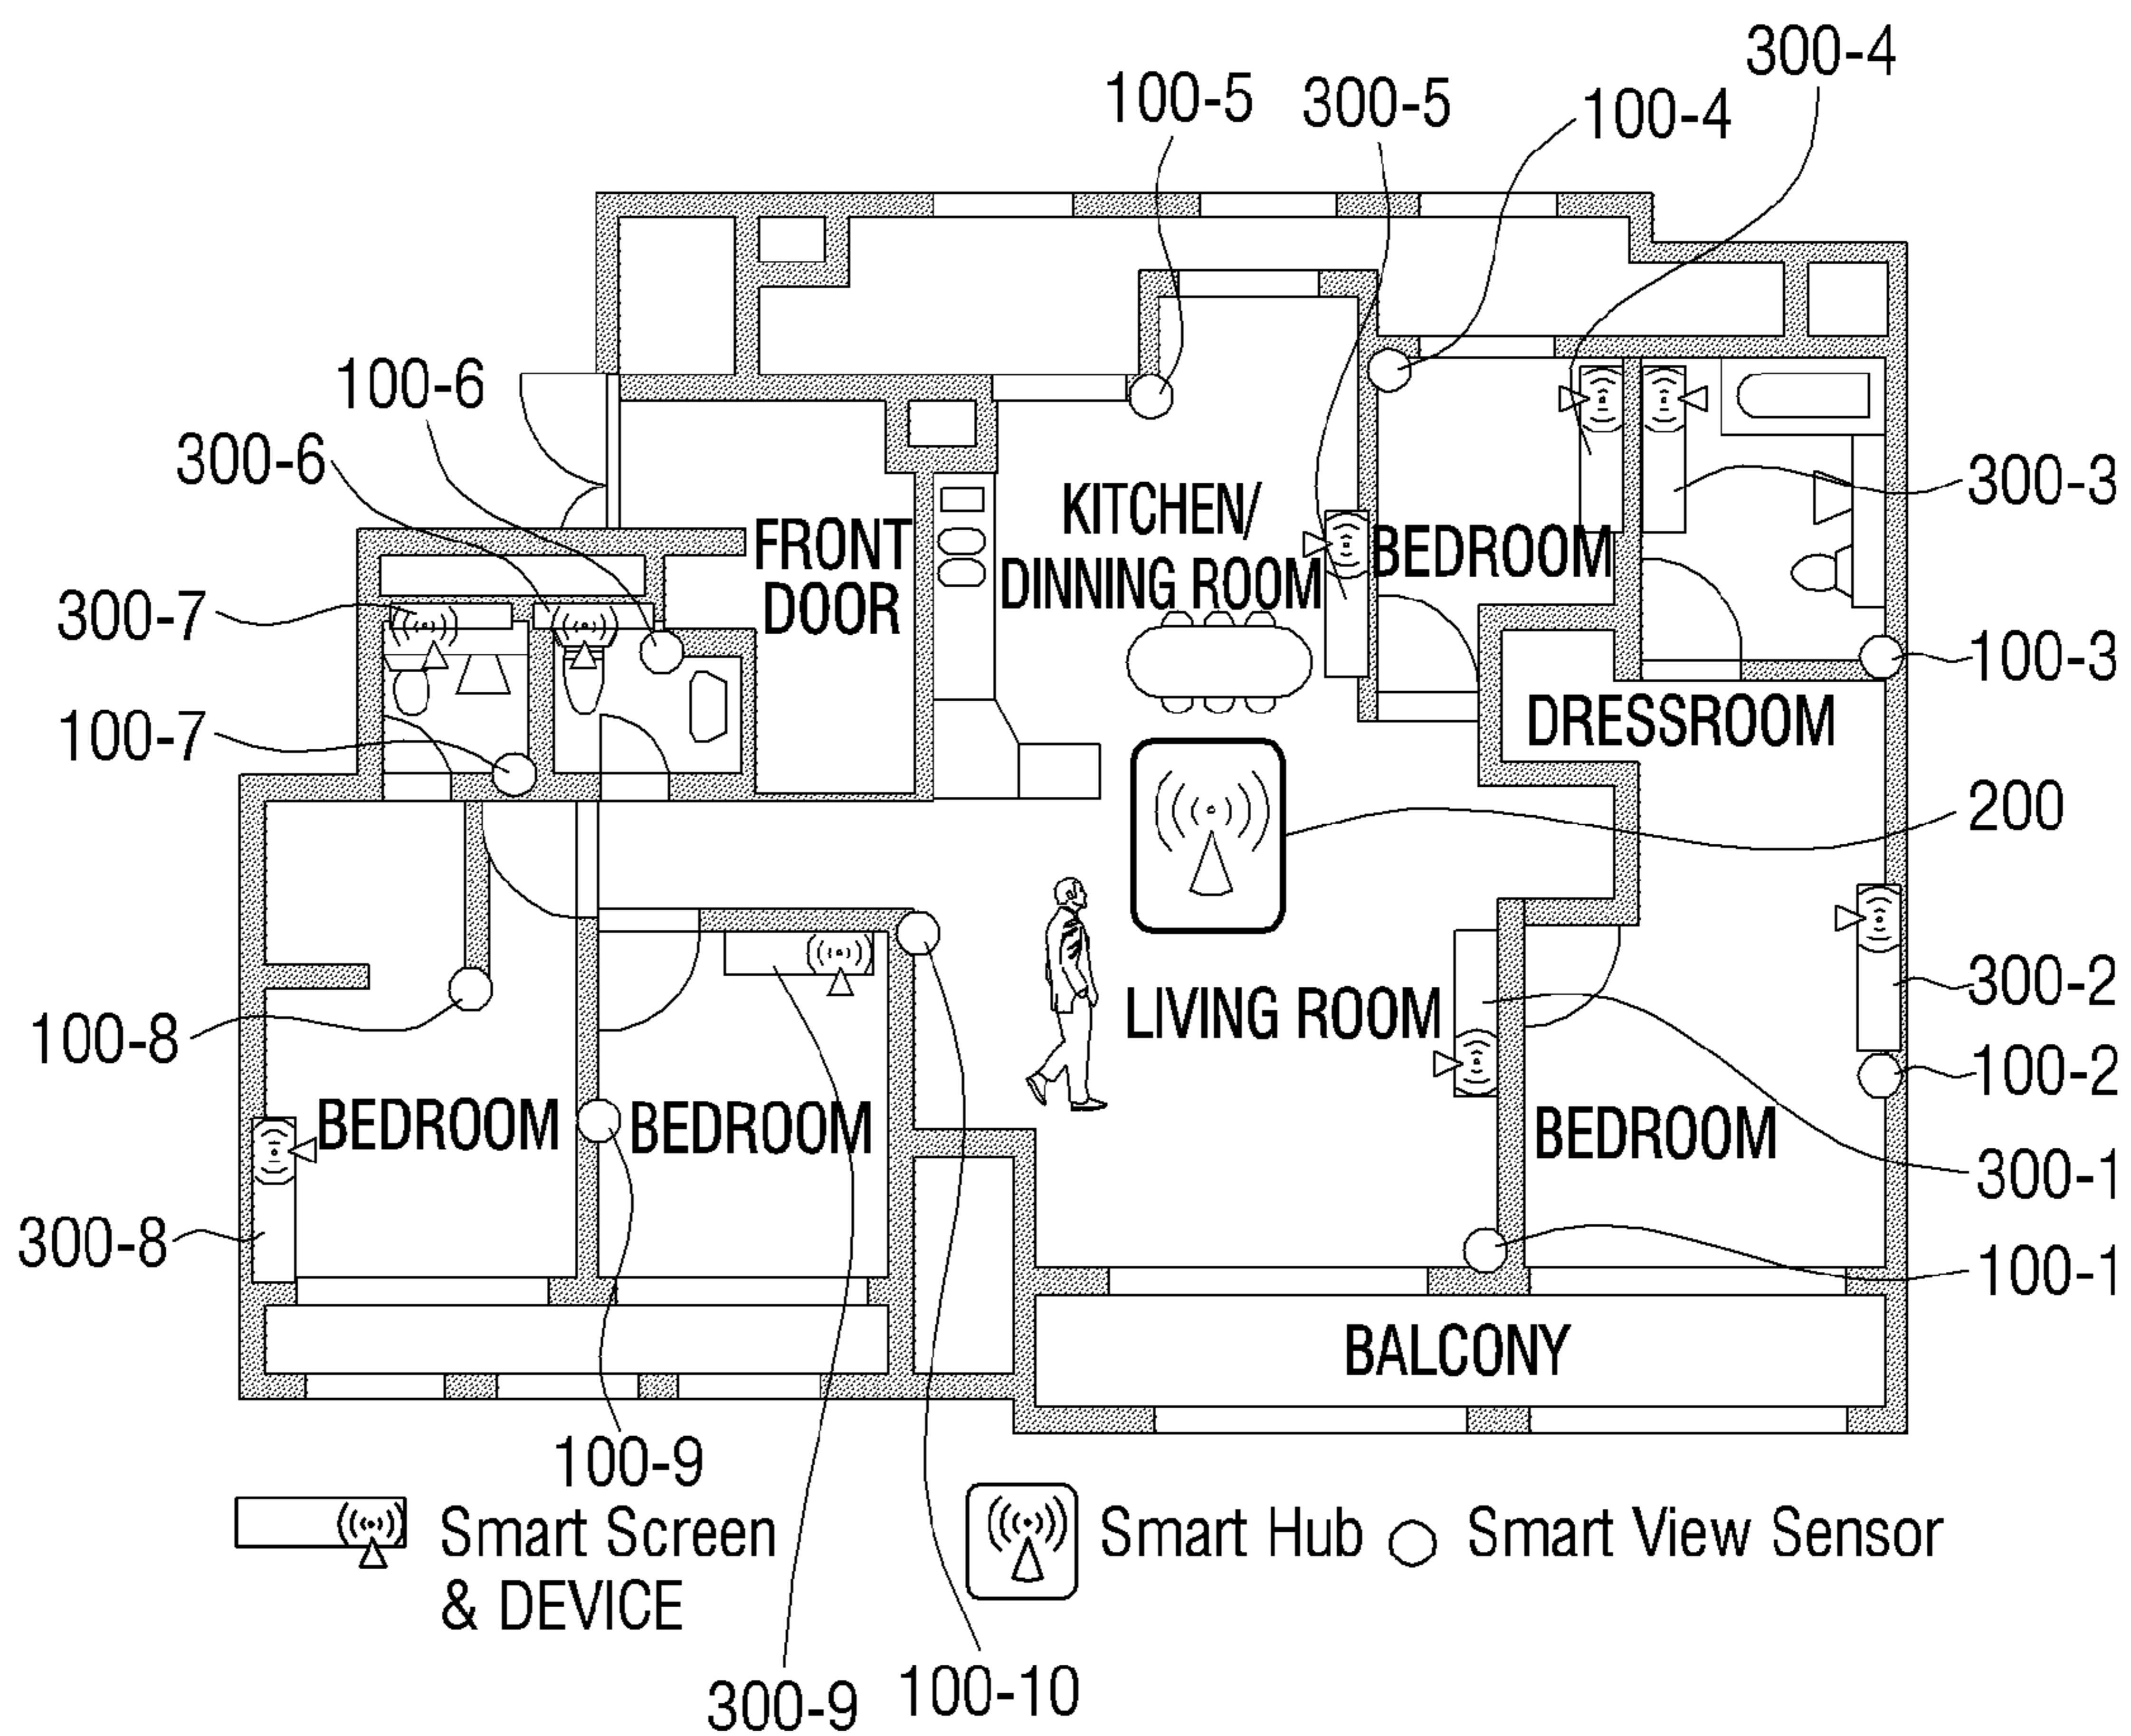 300-4
100-5
300-5
100-4
100-6
300-6
300-3
KITCHEN/
DINNING ROOM
FRONT
DOOR
BEDROOM
300-7
100-3
100-7
DRESSROOM
200
300-2
LIVING ROOM
100-8
100-2
BEDROOM
BEDROOM
BEDROOM
300-1
300-8
100-1
BALCONY
100-9
Smart Screen
& DEVICE
Smart Hub
Smart View Sensor
300-9
100-10